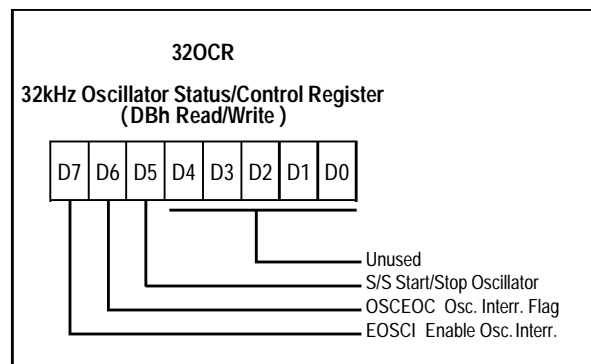 32OCR
32kHz Oscillator Status/Control Register
( DBh Read/Write )
D7 D6 D5 D4 D3 D2 D1 D0
Unused
S/S Start/Stop Oscillator
OSCEOC Osc. Interr. Flag
EOSCI Enable Osc. Interr.